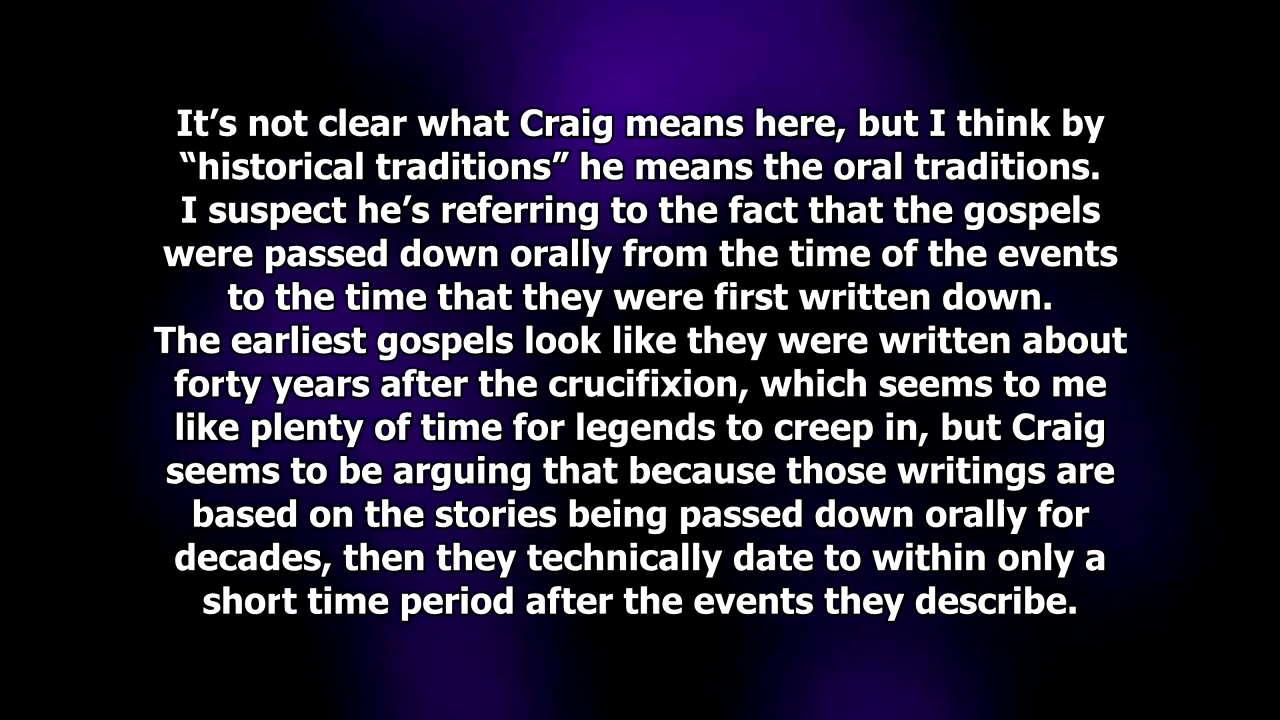 It’s not clear what Craig means here, but I think by
“historical traditions” he means the oral traditions.
I suspect he’s referring to the fact that the gospels
were passed down orally from the time of the events
to the time that they were first written down.
The earliest gospels look like they were written about
forty years after the crucifixion, which seems to me
like plenty of time for legends to creep in, but Craig
seems to be arguing that because those writings are
based on the stories being passed down orally for
decades, then they technically date to within only a
short time period after the events they describe.